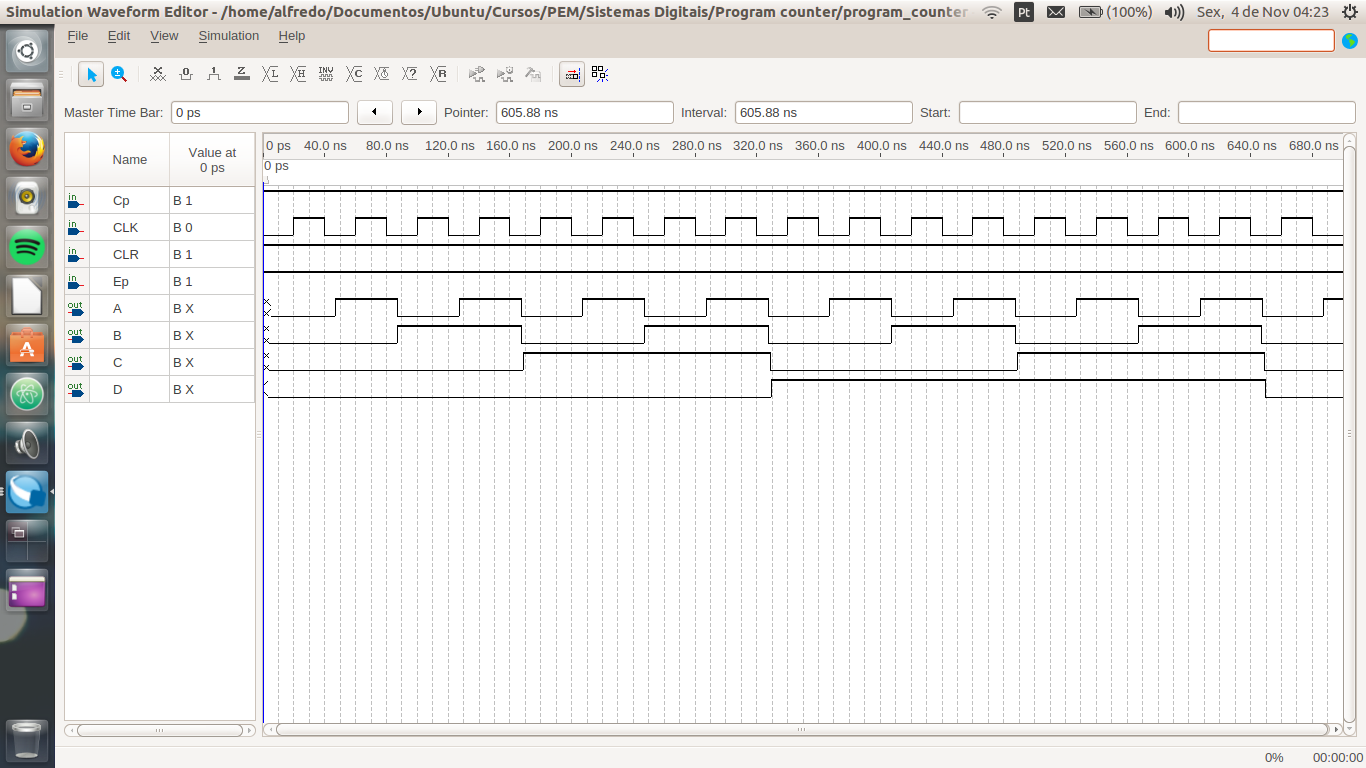 Simulation Waveform Editor - /home/alfredo/Documentos/Ubuntu/Cursos/PEM/Sistemas Digitais/Program counter/program_counter
Pt (100%) Sex, 4 de Nov 04:23
File Edit View Simulation Help
Master Time Bar: 0 ps Pointer: 605.88 ns Interval: 605.88 ns Start: End:
Name Value at
0 ps
0 ps 40.0 ns 80.0 ns 120.0 ns 160.0 ns 200.0 ns 240.0 ns 280.0 ns 320.0 ns 360.0 ns 400.0 ns 440.0 ns 480.0 ns 520.0 ns 560.0 ns 600.0 ns 640.0 ns 680.0 ns
0 ps
in Cp B 1
in CLK B 0
in CLR B 1
in Ep B 1
out A B X
out B B X
out C B X
out D B X
0% 00:00:00